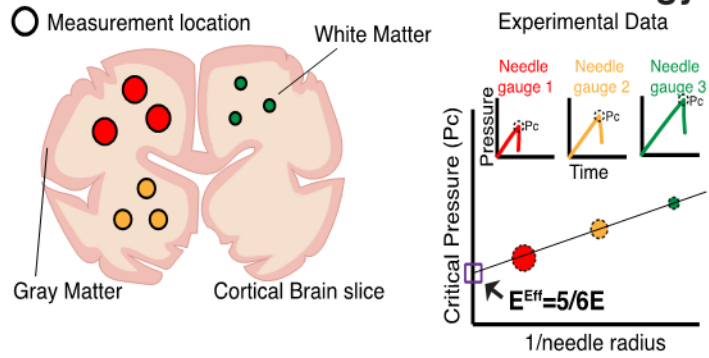 gy
Measurement location
White Matter
Gray Matter
Cortical Brain slice
Experimental Data
Needle gauge 1
Needle gauge 2
Needle gauge 3
Pressure
Pc
Pc
Pc
Time
Critical Pressure (Pc)
E^Eff=5/6E
1/needle radius